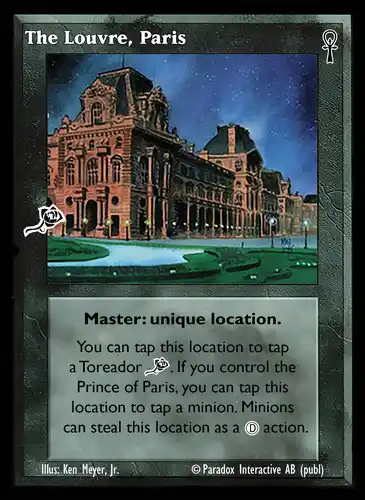 The Louvre, Paris
Master: unique location.
You can tap this location to tap
a Toreador . If you control the
Prince of Paris, you can tap this
location to tap a minion. Minions
can steal this location as a Ⓓ action.
Illus: Ken Meyer, Jr. © Paradox Interactive AB (publ)